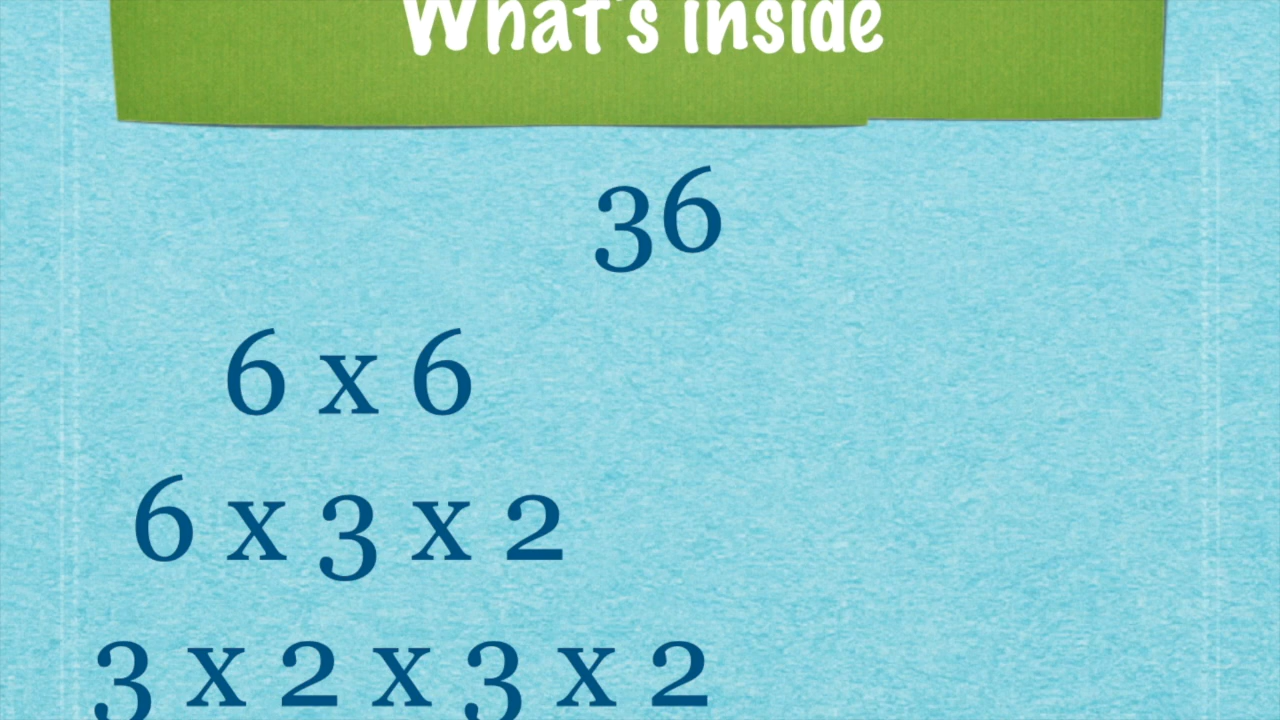 What's inside
36
6 x 6
6 x 3 x 2
3 x 2 x 3 x 2